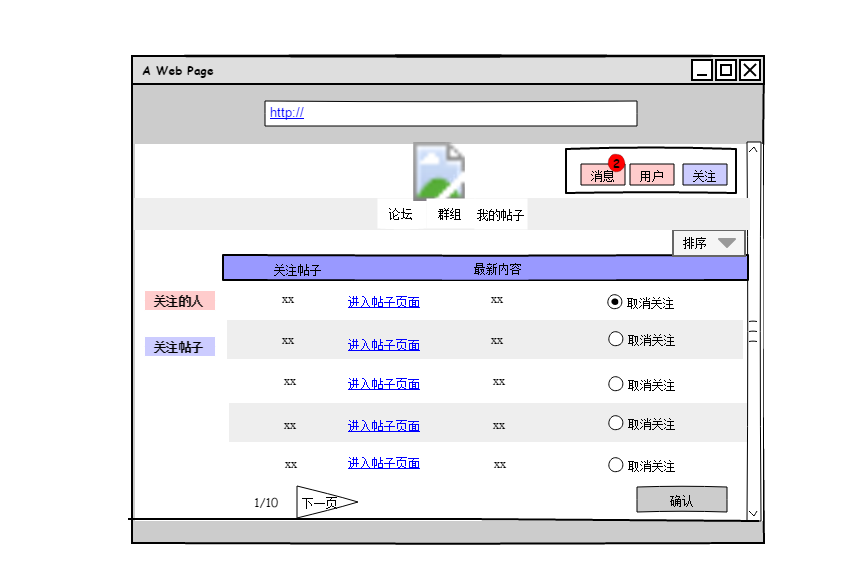 A Web Page
http://
2
消息 用户 关注
论坛 群组 我的帖子
排序
关注帖子 最新内容
关注的人
关注帖子
xx 进入帖子页面 xx 取消关注
xx 进入帖子页面 xx 取消关注
xx 进入帖子页面 xx 取消关注
xx 进入帖子页面 xx 取消关注
xx 进入帖子页面 xx 取消关注
1/10 下一页 确认